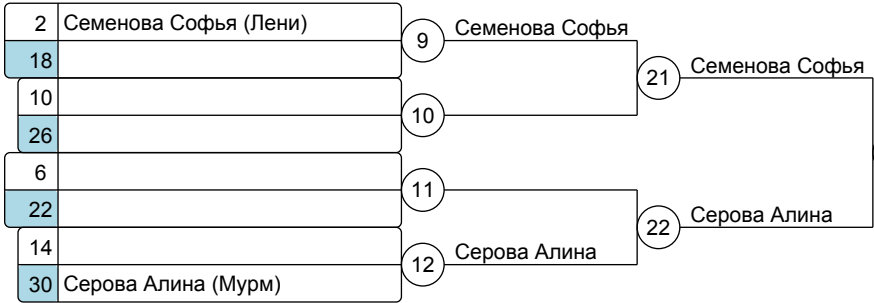 2 Семенова Софья (Лени)
18
9 Семенова Софья
10
26
10
21 Семенова Софья
6
22
11
14
30 Серова Алина (Мурм)
12 Серова Алина
22 Серова Алина